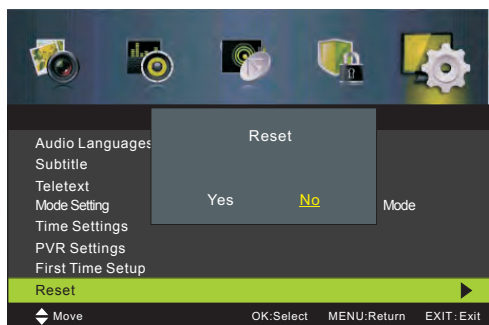 Reset
Yes No
Audio Languages
Subtitle
Teletext
Mode Setting Mode
Time Settings
PVR Settings
First Time Setup
Reset
Move OK:Select MENU:Return EXIT:Exit